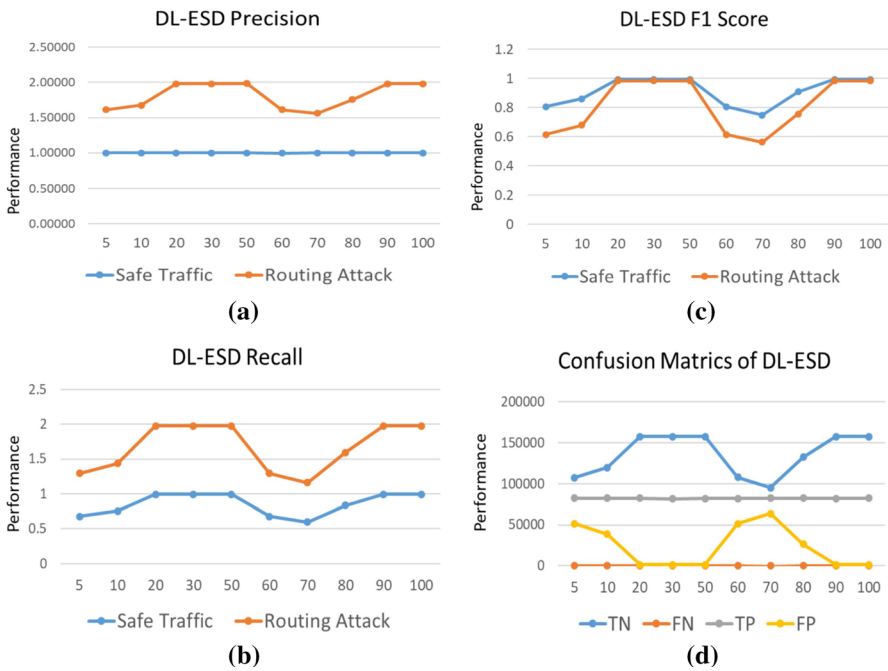 DL-ESD Precision
Performance
2.50000
2.00000
1.50000
1.00000
0.50000
0.00000
5 10 20 30 50 60 70 80 90 100
Safe Traffic Routing Attack
(a)
DL-ESD F1 Score
Performance
1.2
1
0.8
0.6
0.4
0.2
0
5 10 20 30 50 60 70 80 90 100
Safe Traffic Routing Attack
(c)
DL-ESD Recall
Performance
2.5
2
1.5
1
0.5
0
5 10 20 30 50 60 70 80 90 100
Safe Traffic Routing Attack
(b)
Confusion Matrics of DL-ESD
Performance
200000
150000
100000
50000
0
5 10 20 30 50 60 70 80 90 100
TN FN TP FP
(d)